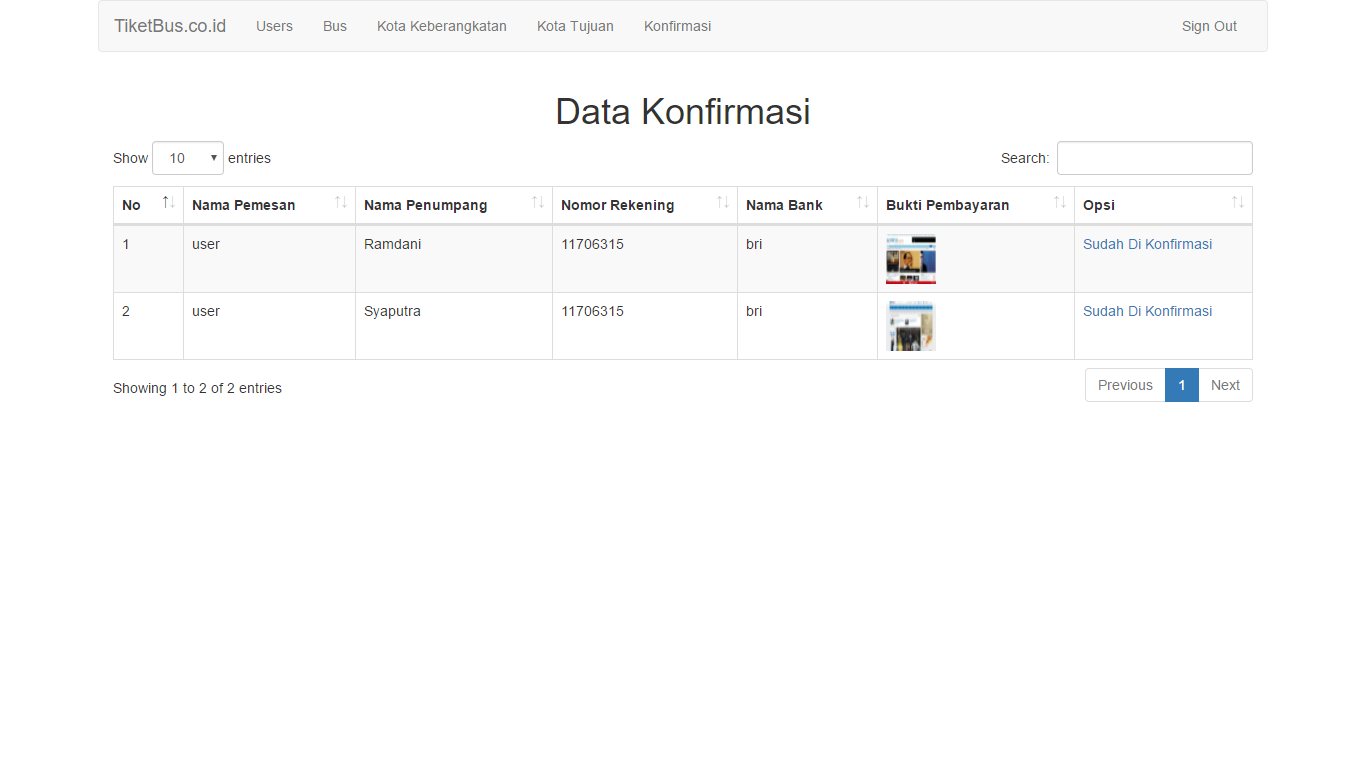 TiketBus.co.id Users Bus Kota Keberangkatan Kota Tujuan Konfirmasi Sign Out
Data Konfirmasi
Show 10 entries Search:
No Nama Pemesan Nama Penumpang Nomor Rekening Nama Bank Bukti Pembayaran Opsi
1 user Ramdani 11706315 bri Sudah Di Konfirmasi
2 user Syaputra 11706315 bri Sudah Di Konfirmasi
Showing 1 to 2 of 2 entries Previous 1 Next